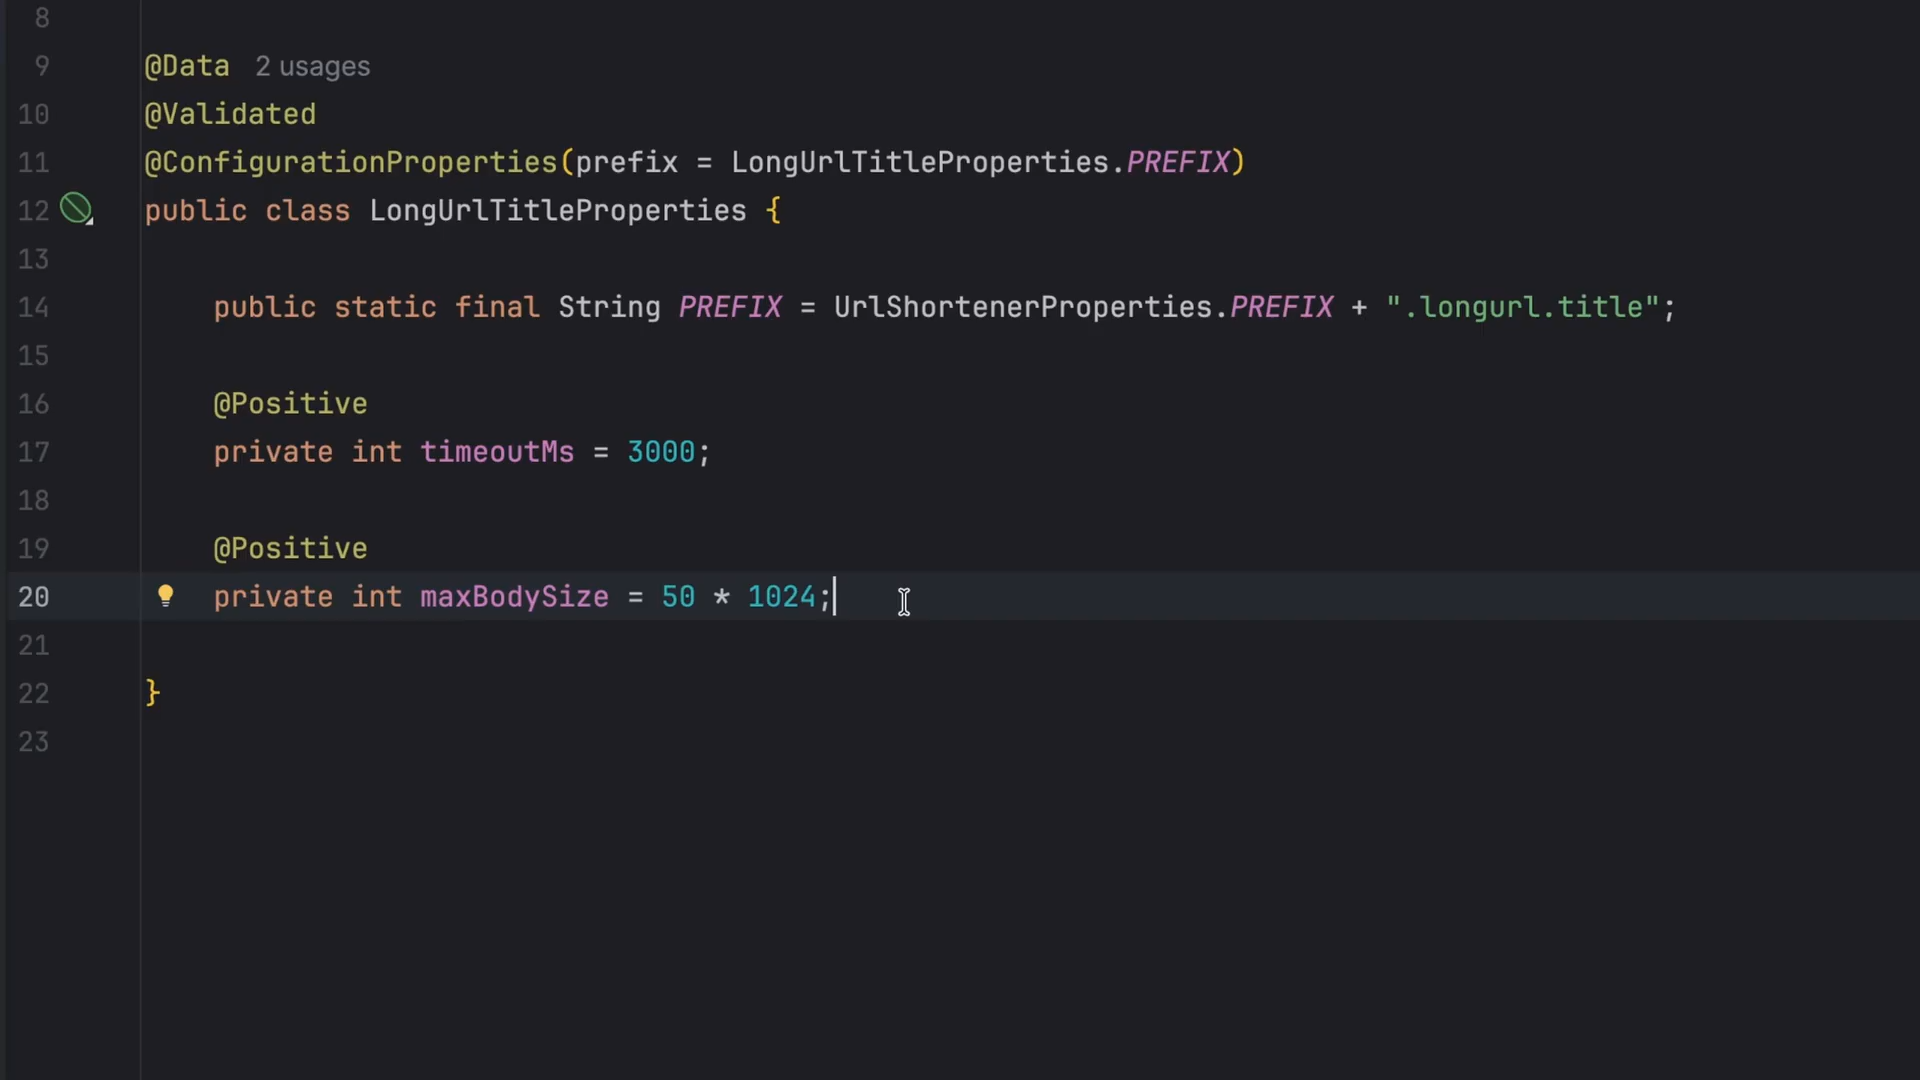 8
9 @Data 2 usages
10 @Validated
11 @ConfigurationProperties(prefix = LongUrlTitleProperties.PREFIX)
12 public class LongUrlTitleProperties {
13
14 public static final String PREFIX = UrlShortenerProperties.PREFIX + ".longurl.title";
15
16 @Positive
17 private int timeoutMs = 3000;
18
19 @Positive
20 private int maxBodySize = 50 * 1024;
21
22 }
23